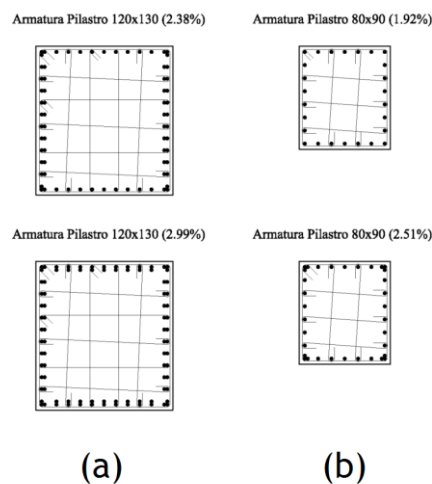 Armatura Pilastro 120x130 (2.38%)
Armatura Pilastro 80x90 (1.92%)
Armatura Pilastro 120x130 (2.99%)
Armatura Pilastro 80x90 (2.51%)
(a)
(b)